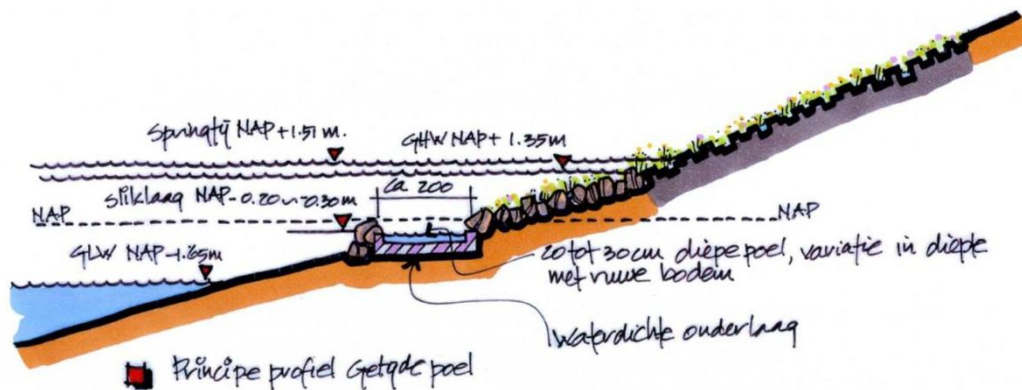 Springtij NAP+1.51 m.
GHW NAP+ 1.35m
Ca. 200
Sliklaag NAP-0.20~-0.30m
NAP
NAP
GLW NAP-1.65m
20 tot 30cm diepe poel, variatie in diepte
met ruwe bodem
Waterdichte onderlaag
Principe profiel Getijde poel